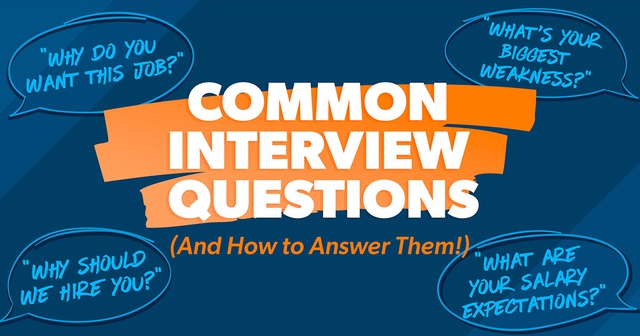 "WHY DO YOU
WANT THIS JOB?"
"WHAT'S YOUR
BIGGEST
WEAKNESS?"
COMMON
INTERVIEW
QUESTIONS
(And How to Answer Them!)
"WHY SHOULD
WE HIRE YOU?"
"WHAT ARE
YOUR SALARY
EXPECTATIONS?"